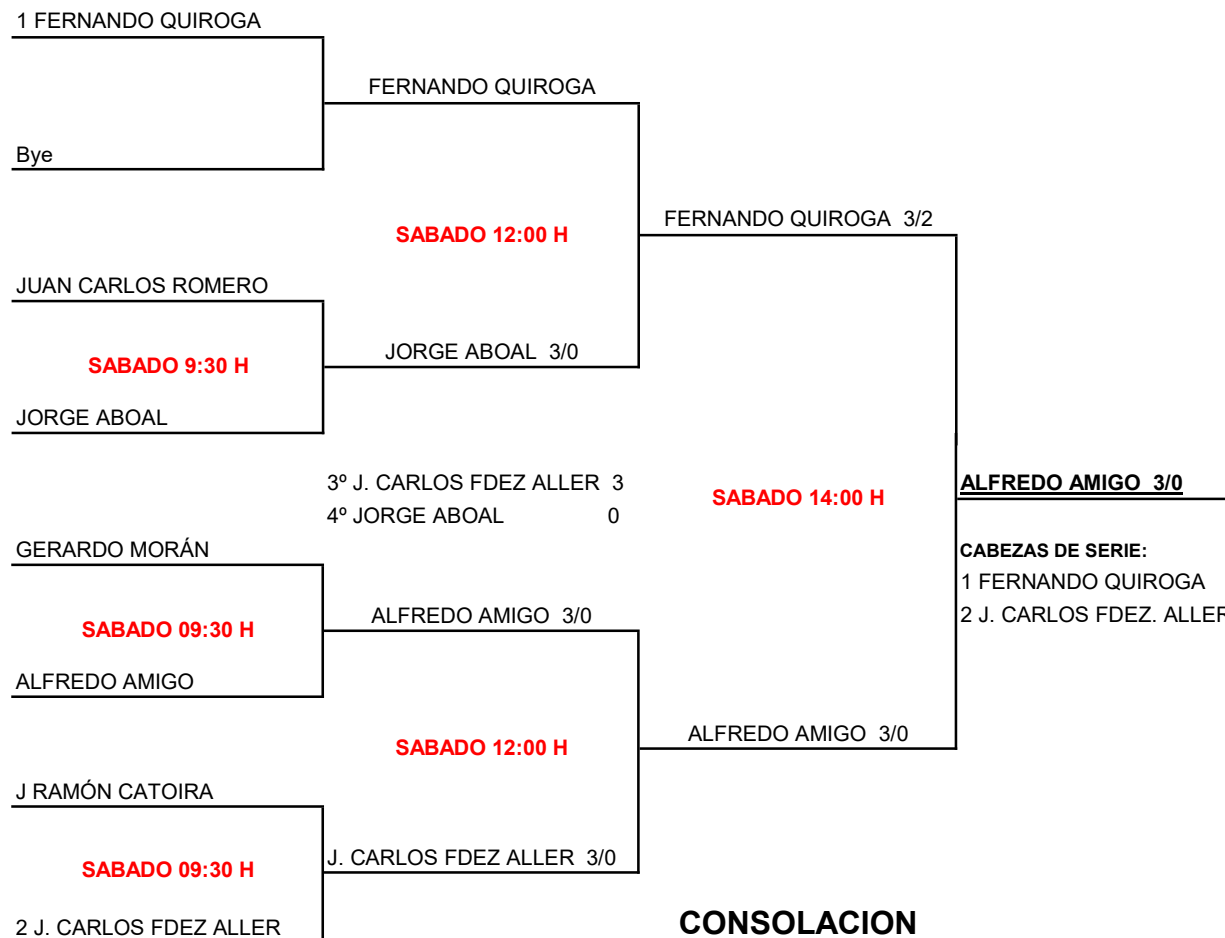 1 FERNANDO QUIROGA
FERNANDO QUIROGA
Bye
FERNANDO QUIROGA 3/2
SABADO 12:00 H
JUAN CARLOS ROMERO
JORGE ABOAL 3/0
SABADO 9:30 H
JORGE ABOAL
3º J. CARLOS FDEZ ALLER 3
ALFREDO AMIGO 3/0
SABADO 14:00 H
4º JORGE ABOAL 0
GERARDO MORÁN
CABEZAS DE SERIE:
1 FERNANDO QUIROGA
ALFREDO AMIGO 3/0
2 J. CARLOS FDEZ. ALLER
SABADO 09:30 H
ALFREDO AMIGO
ALFREDO AMIGO 3/0
SABADO 12:00 H
J RAMÓN CATOIRA
J. CARLOS FDEZ ALLER 3/0
SABADO 09:30 H
2 J. CARLOS FDEZ ALLER
CONSOLACION